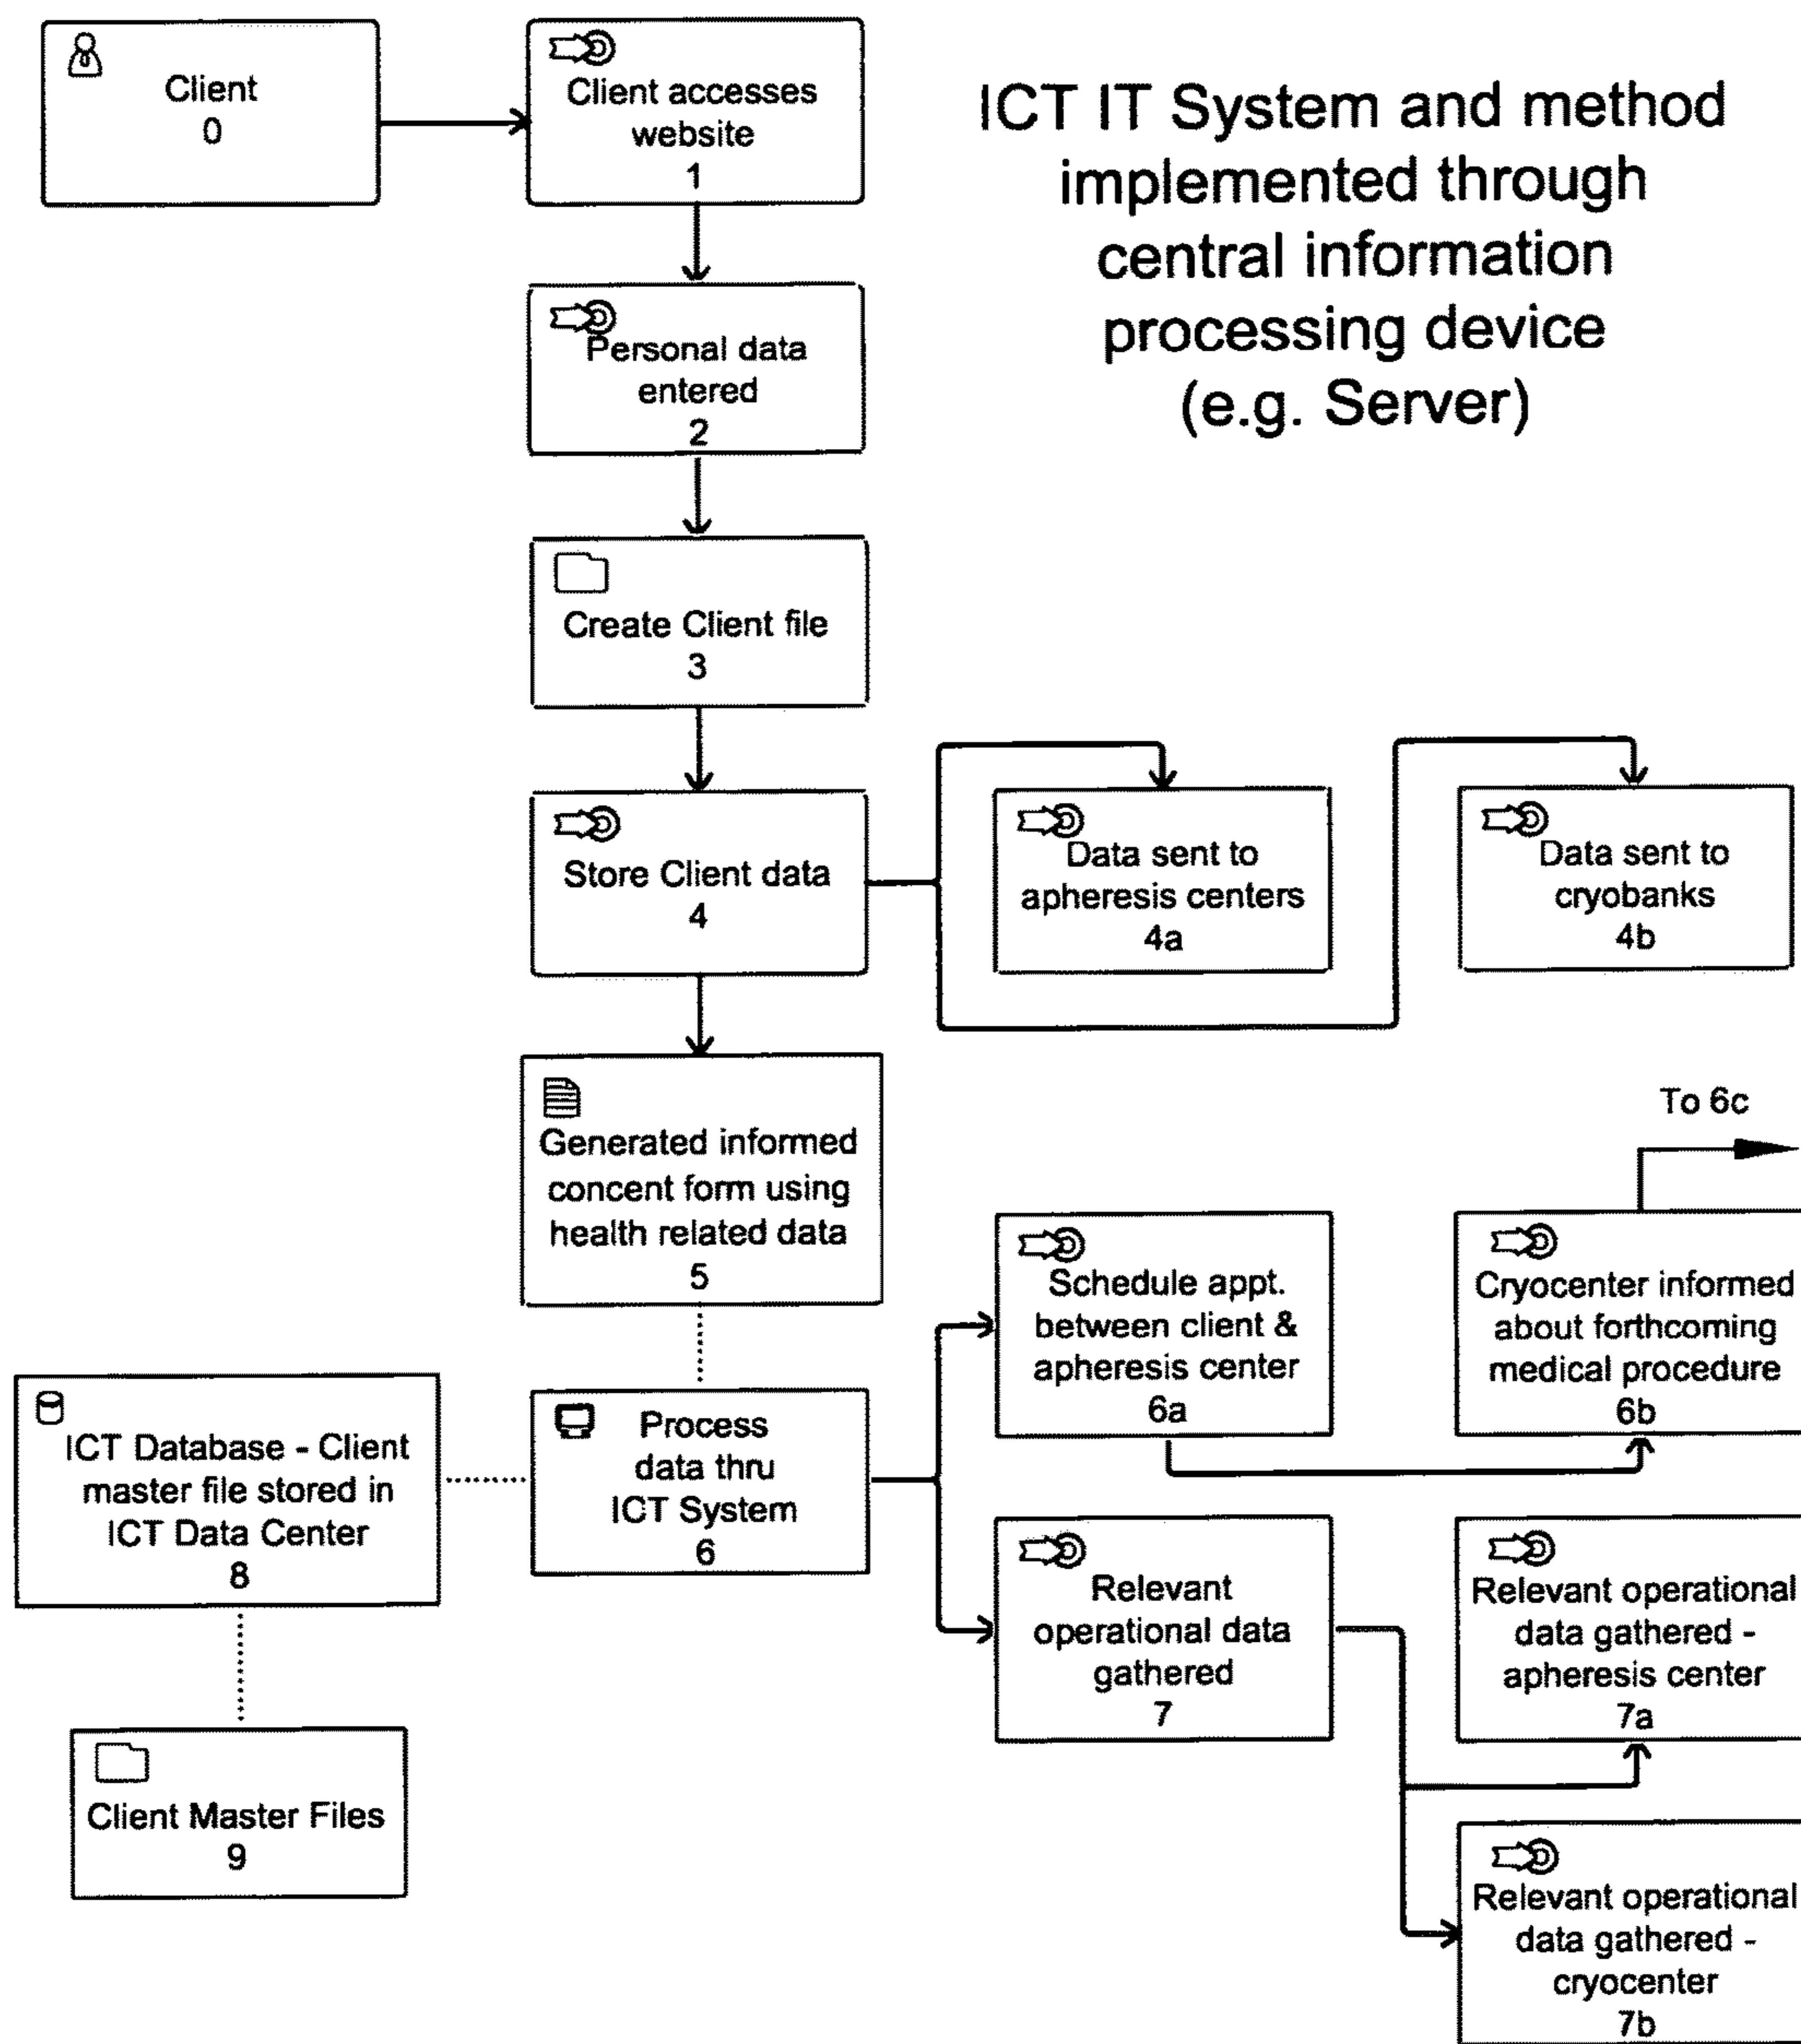 Client
0
Client accesses
website
1
ICT IT System and method
implemented through
central information
processing device
(e.g. Server)
Personal data
entered
2
Create Client file
3
Store Client data
4
Data sent to
apheresis centers
4a
Data sent to
cryobanks
4b
Generated informed
concent form using
health related data
5
To 6c
Schedule appt.
between client &
apheresis center
6a
Cryocenter informed
about forthcoming
medical procedure
6b
ICT Database - Client
master file stored in
ICT Data Center
8
Process
data thru
ICT System
6
Relevant
operational data
gathered
7
Relevant operational
data gathered -
apheresis center
7a
Client Master Files
9
Relevant operational
data gathered -
cryocenter
7b